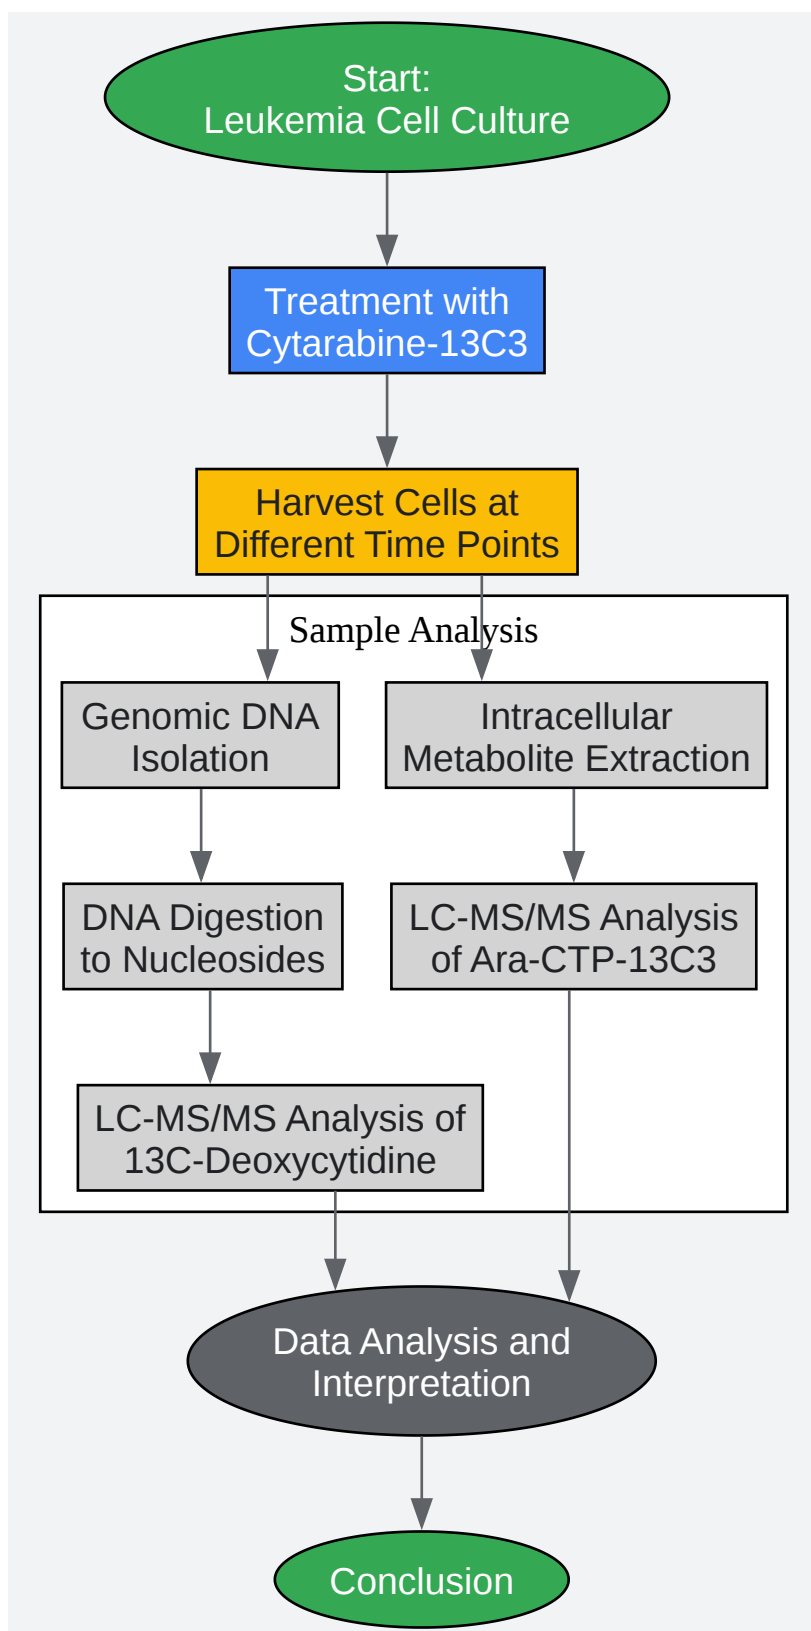 Start:
Leukemia Cell Culture
Treatment with
Cytarabine-13C3
Harvest Cells at
Different Time Points
Sample Analysis
Genomic DNA
Isolation
Intracellular
Metabolite Extraction
DNA Digestion
to Nucleosides
LC-MS/MS Analysis
of Ara-CTP-13C3
LC-MS/MS Analysis of
13C-Deoxycytidine
Data Analysis and
Interpretation
Conclusion